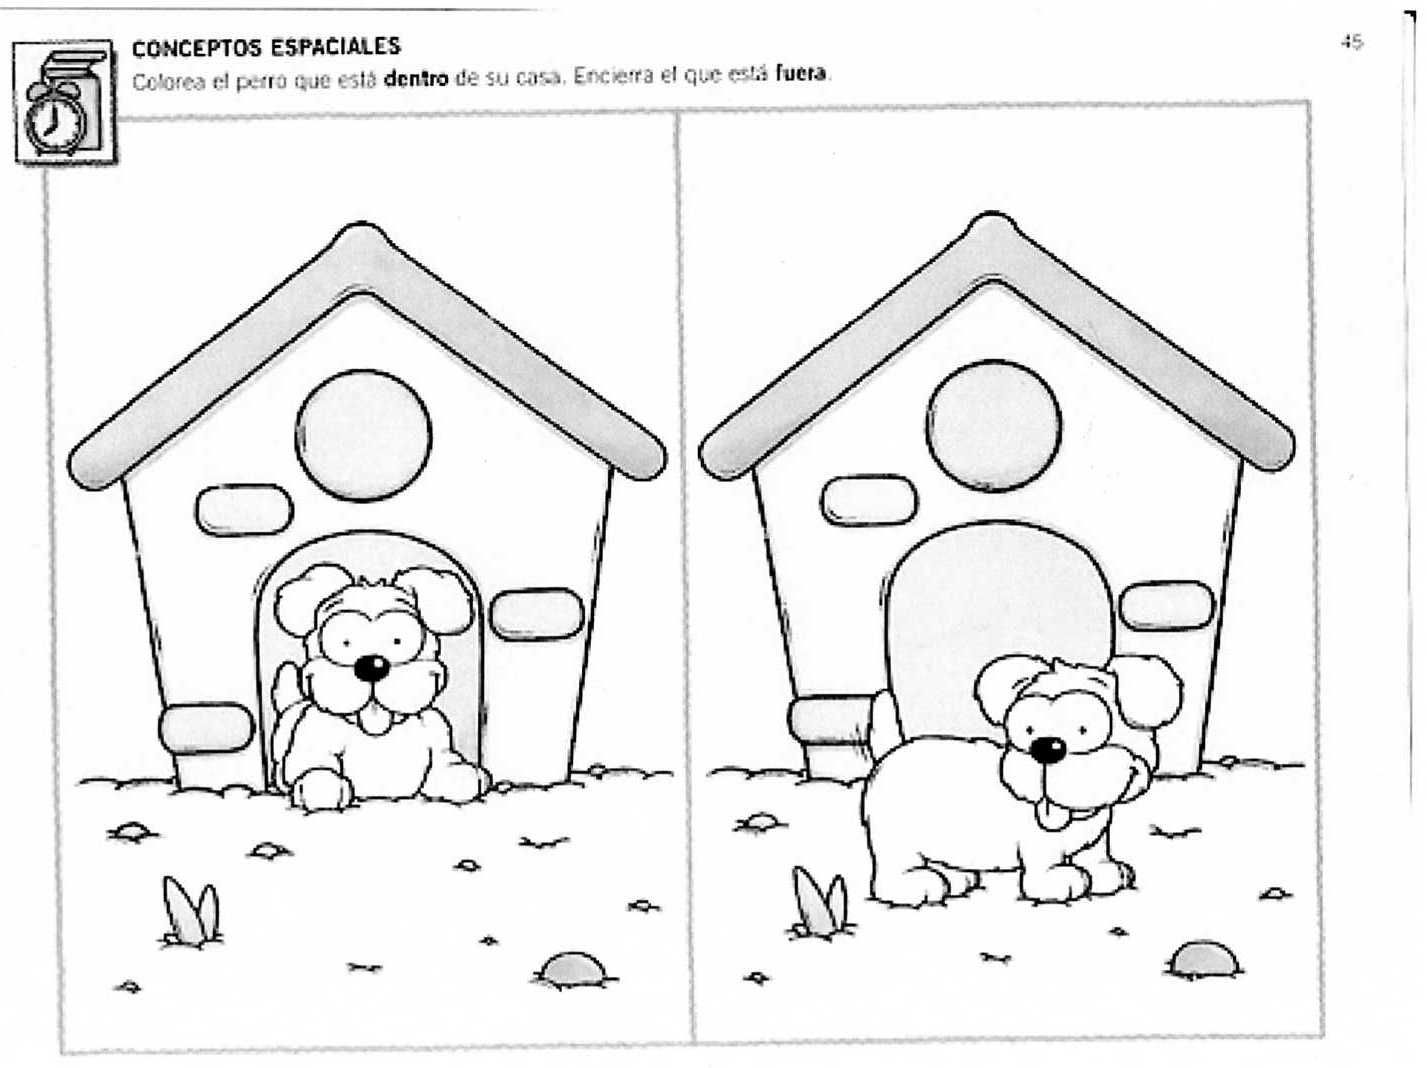 CONCEPTOS ESPACIALES
45
Colorea el perro que está dentro de su casa. Encierra el que está fuera.